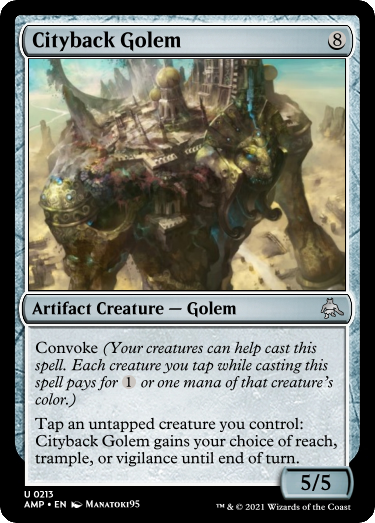 Cityback Golem 8
Artifact Creature — Golem
Convoke (Your creatures can help cast this
spell. Each creature you tap while casting this
spell pays for 1 or one mana of that creature's
color.)
Tap an untapped creature you control:
Cityback Golem gains your choice of reach,
trample, or vigilance until end of turn.
5/5
U 0213
AMP • EN Manatoki95
™ & © 2021 Wizards of the Coast